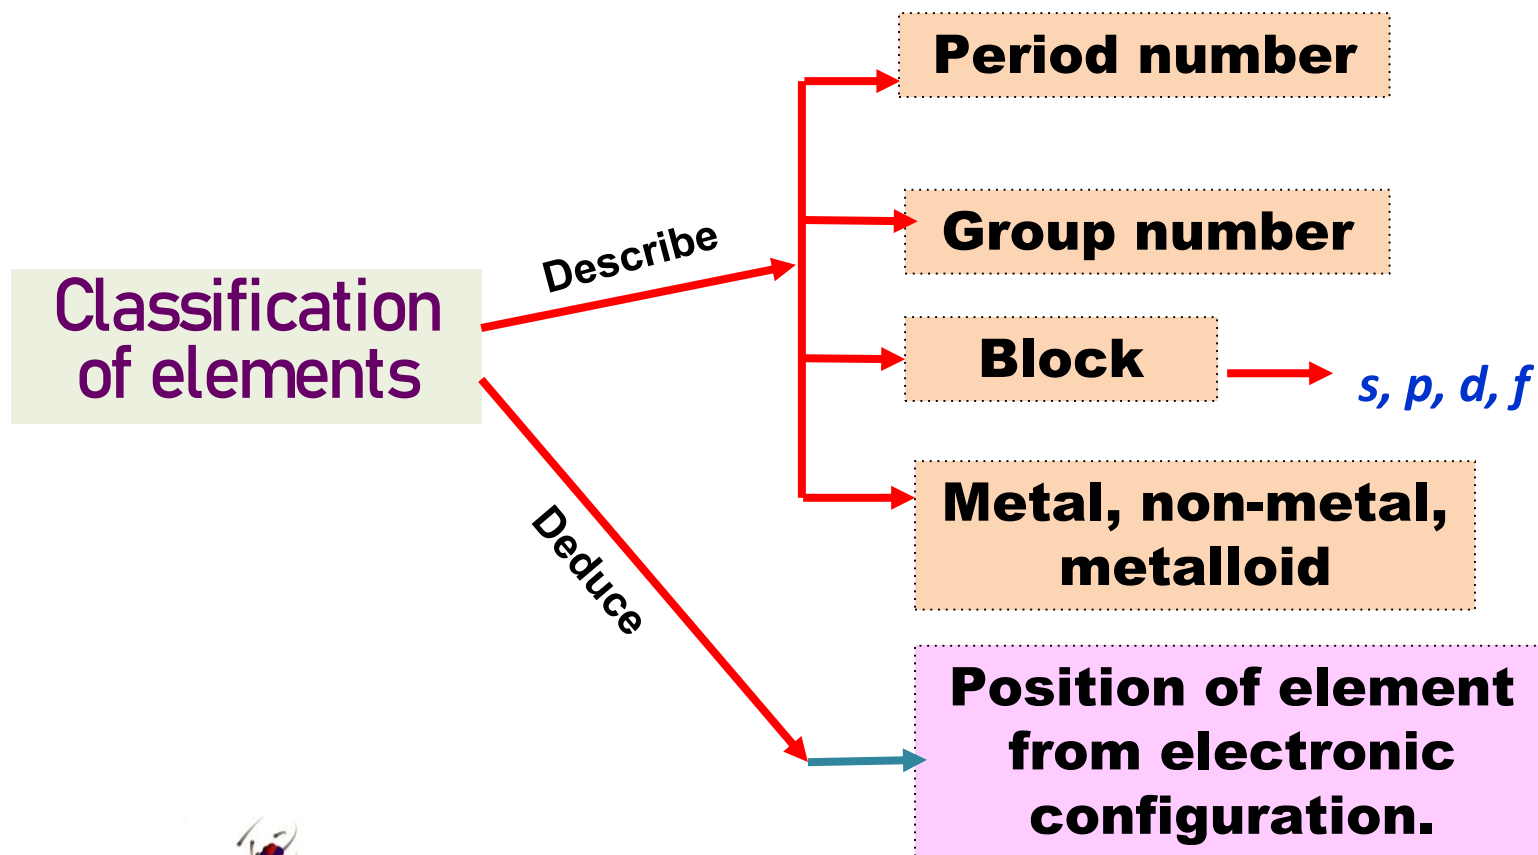 Period number
Group number
Describe
Classification
of elements
Block
s, p, d, f
Metal, non-metal,
metalloid
Deduce
Position of element
from electronic
configuration.